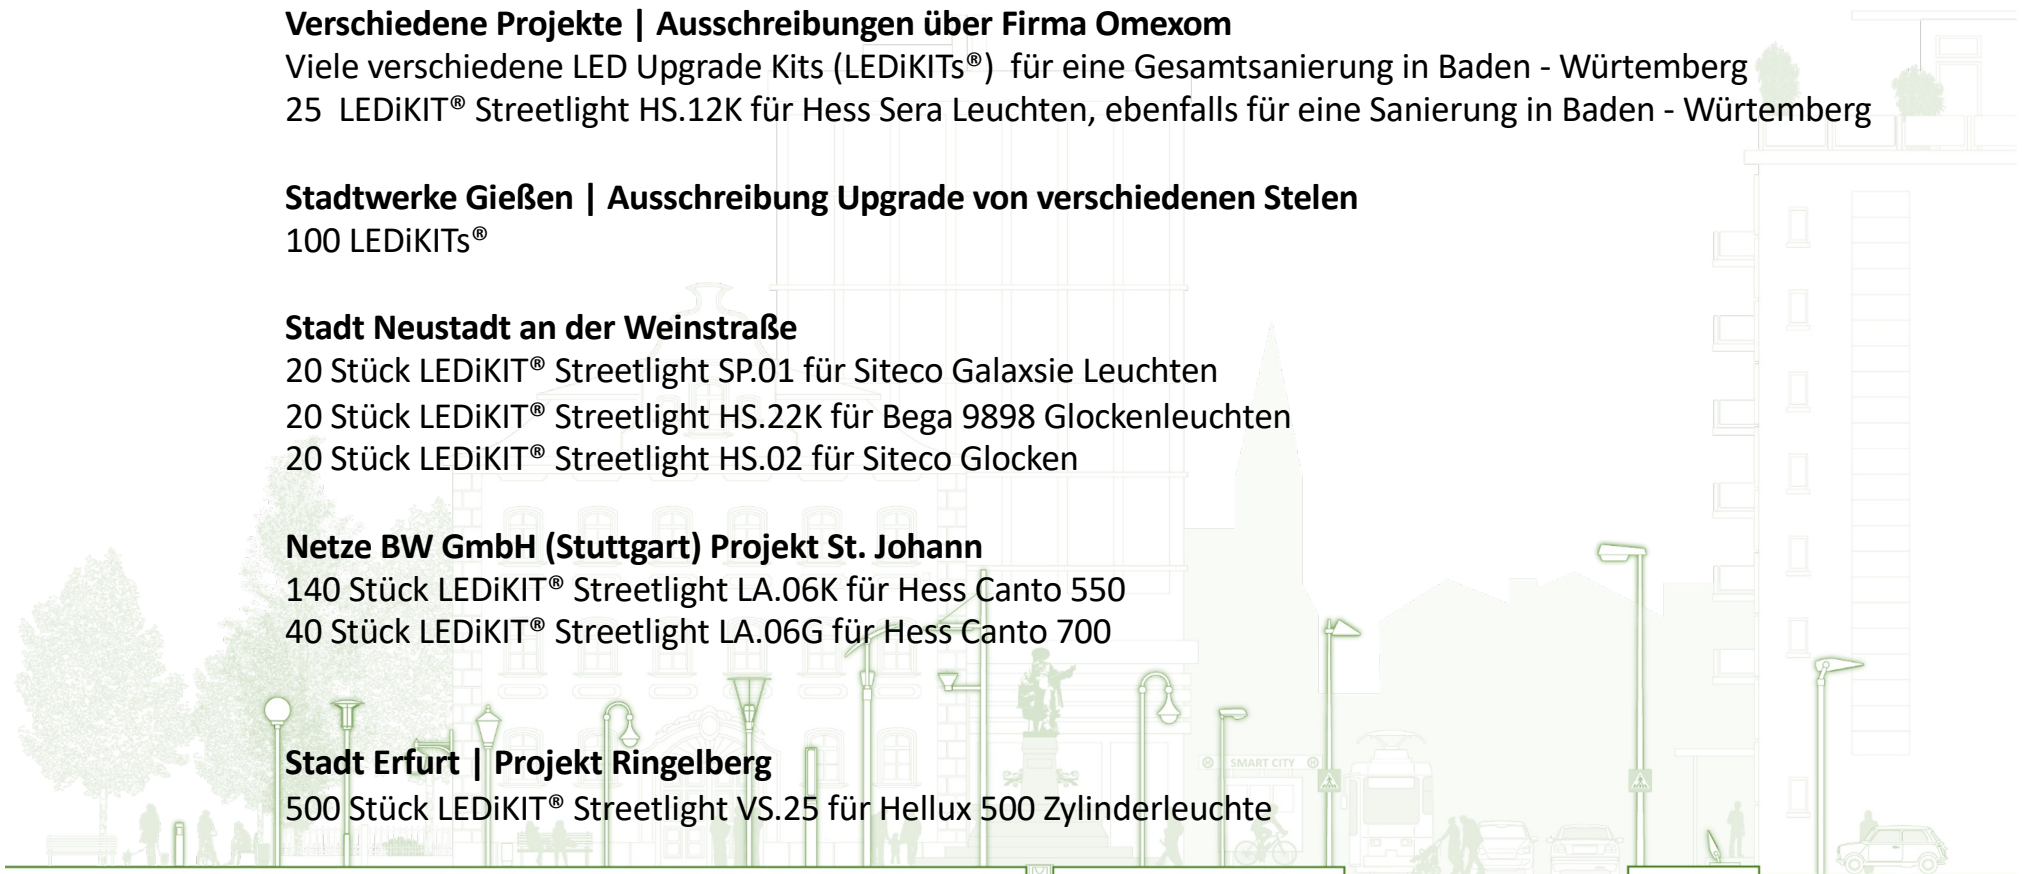 Verschiedene Projekte | Ausschreibungen über Firma Omexom
Viele verschiedene LED Upgrade Kits (LEDiKITs®) für eine Gesamtsanierung in Baden - Würtemberg
25 LEDiKIT® Streetlight HS.12K für Hess Sera Leuchten, ebenfalls für eine Sanierung in Baden - Würtemberg
Stadtwerke Gießen | Ausschreibung Upgrade von verschiedenen Stelen
100 LEDiKITs®
Stadt Neustadt an der Weinstraße
20 Stück LEDiKIT® Streetlight SP.01 für Siteco Galaxsie Leuchten
20 Stück LEDiKIT® Streetlight HS.22K für Bega 9898 Glockenleuchten
20 Stück LEDiKIT® Streetlight HS.02 für Siteco Glocken
Netze BW GmbH (Stuttgart) Projekt St. Johann
140 Stück LEDiKIT® Streetlight LA.06K für Hess Canto 550
40 Stück LEDiKIT® Streetlight LA.06G für Hess Canto 700
Stadt Erfurt | Projekt Ringelberg
H SMART CITY H
500 Stück LEDiKIT® Streetlight VS.25 für Hellux 500 Zylinderleuchte